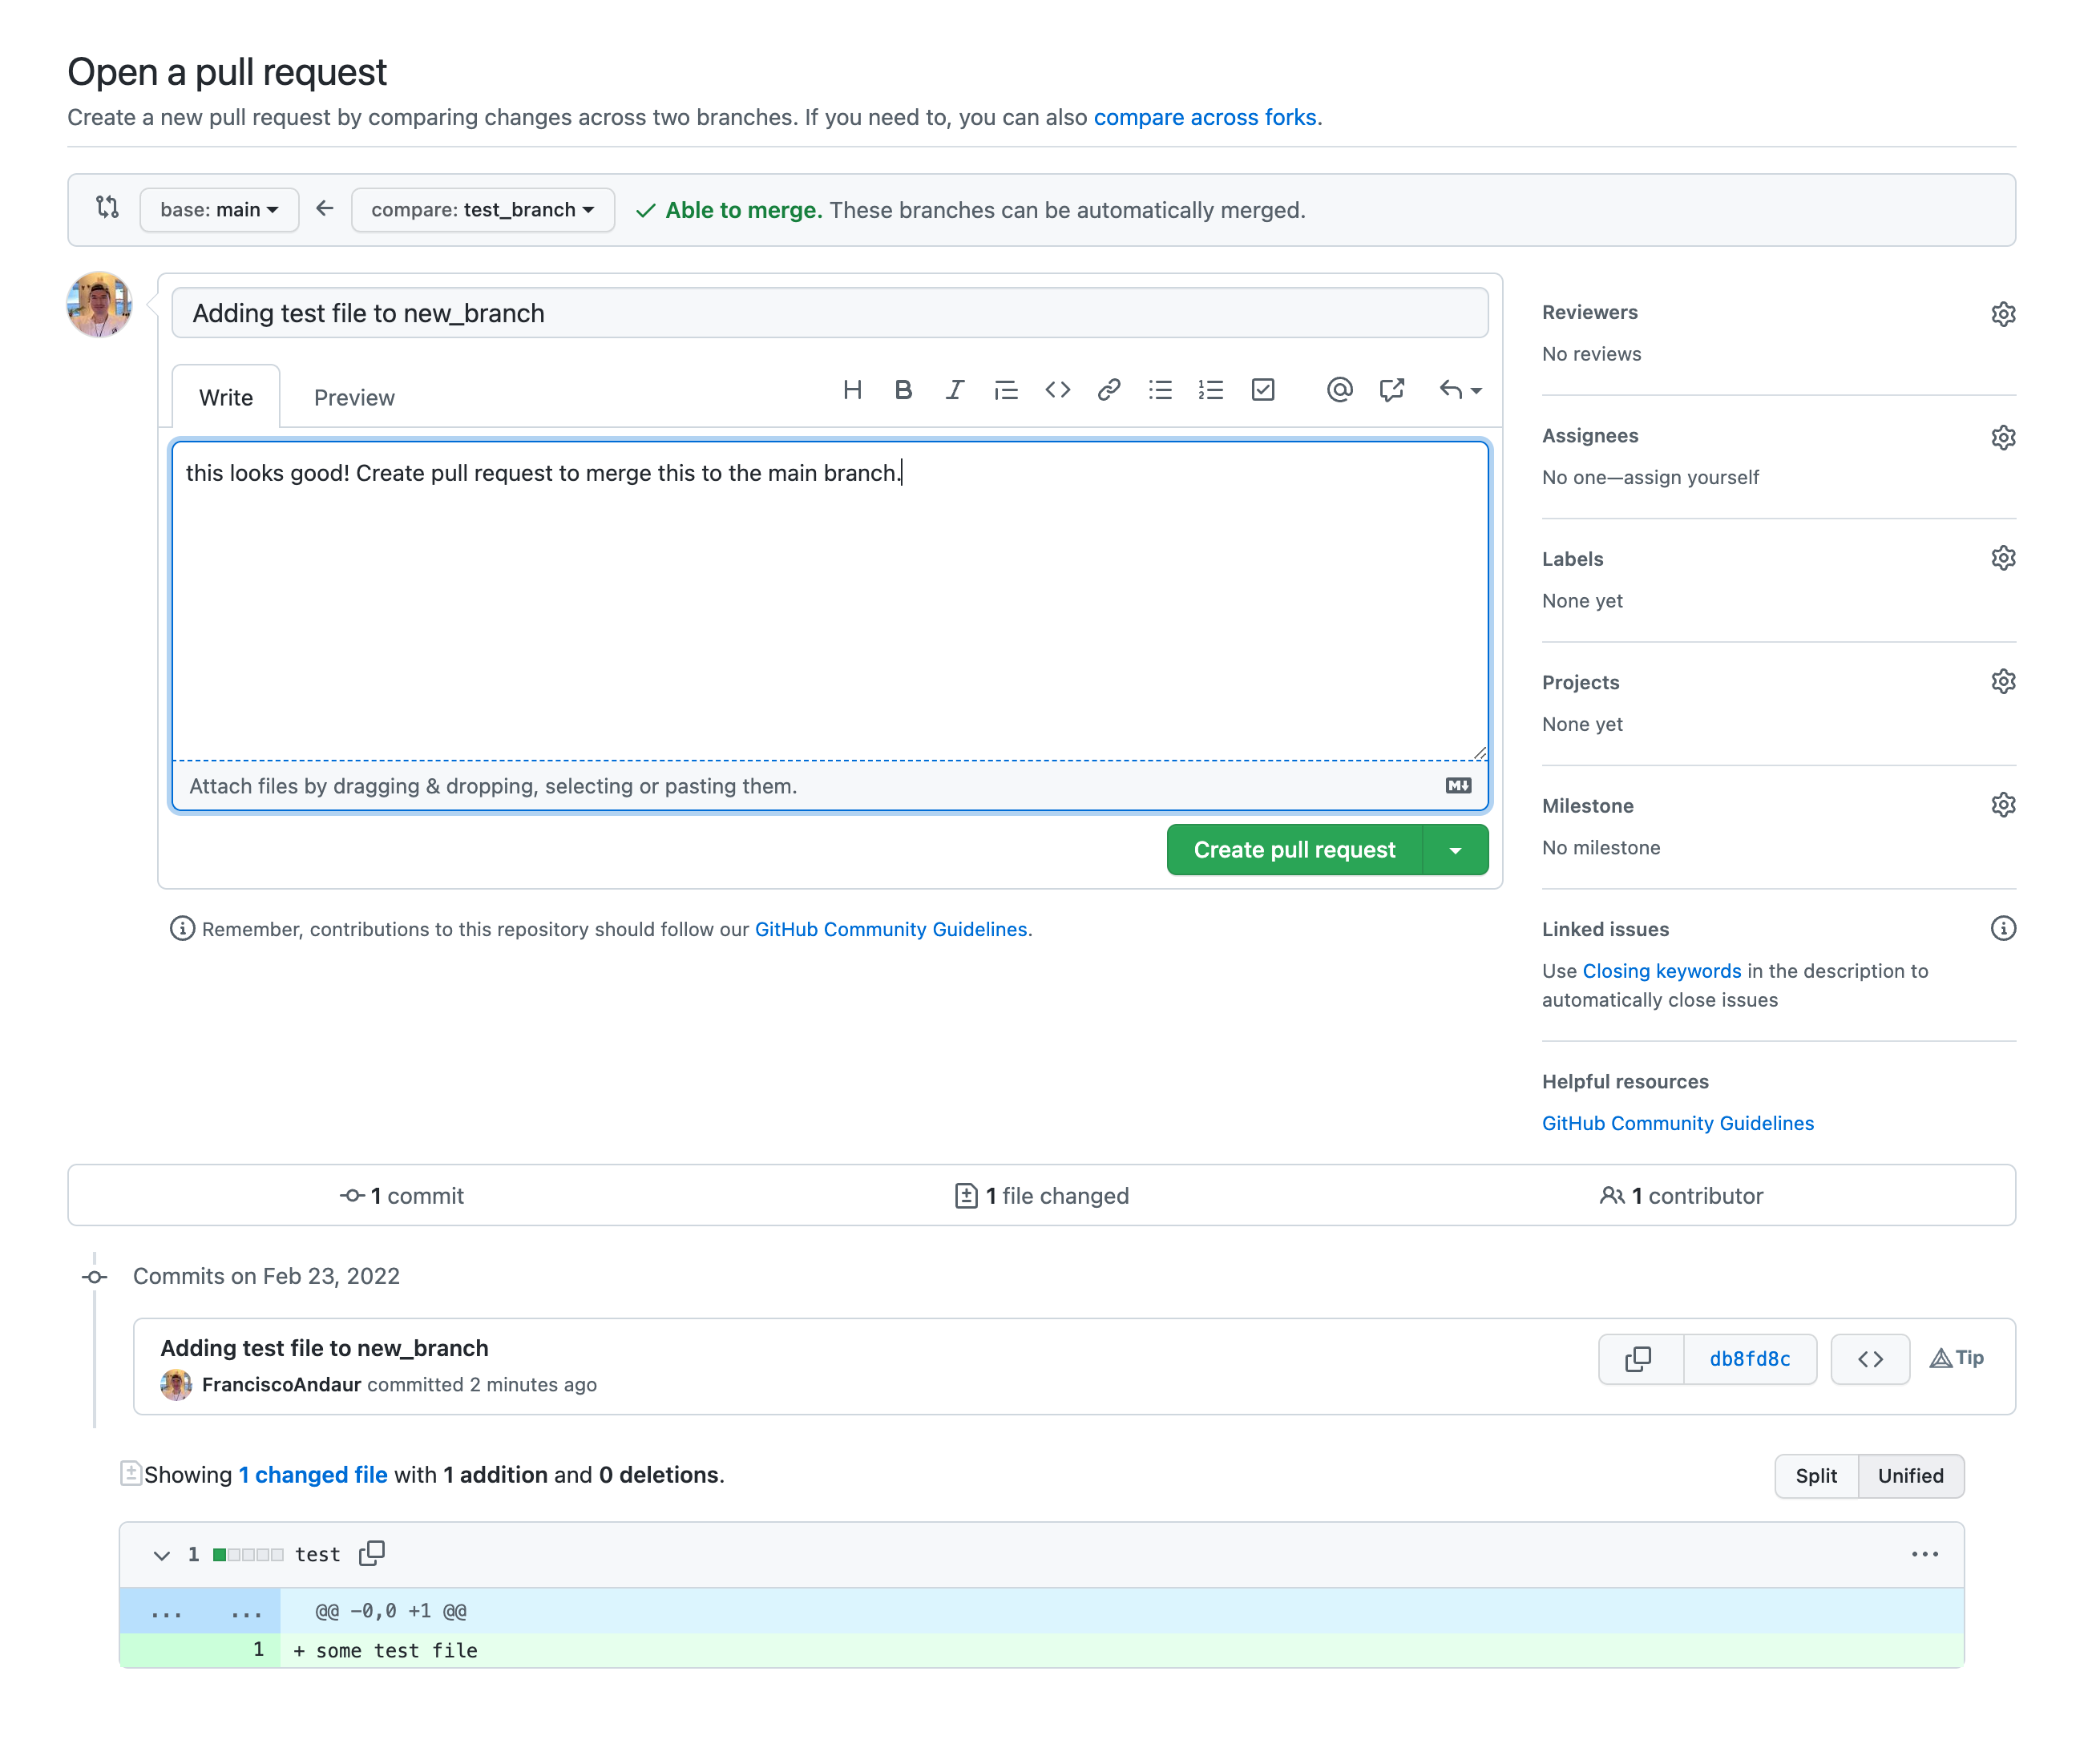 Open a pull request
Create a new pull request by comparing changes across two branches. If you need to, you can also compare across forks.
base: main
compare: test_branch
Able to merge. These branches can be automatically merged.
Adding test file to new_branch
Write
Preview
this looks good! Create pull request to merge this to the main branch.
Attach files by dragging & dropping, selecting or pasting them.
Create pull request
Remember, contributions to this repository should follow our GitHub Community Guidelines.
Reviewers
No reviews
Assignees
No one—assign yourself
Labels
None yet
Projects
None yet
Milestone
No milestone
Linked issues
Use Closing keywords in the description to
automatically close issues
Helpful resources
GitHub Community Guidelines
1 commit
1 file changed
1 contributor
Commits on Feb 23, 2022
Adding test file to new_branch
FranciscoAndaur committed 2 minutes ago
db8fd8c
Tip
Showing 1 changed file with 1 addition and 0 deletions.
Split
Unified
1 test
... ... @@ -0,0 +1 @@
1 + some test file